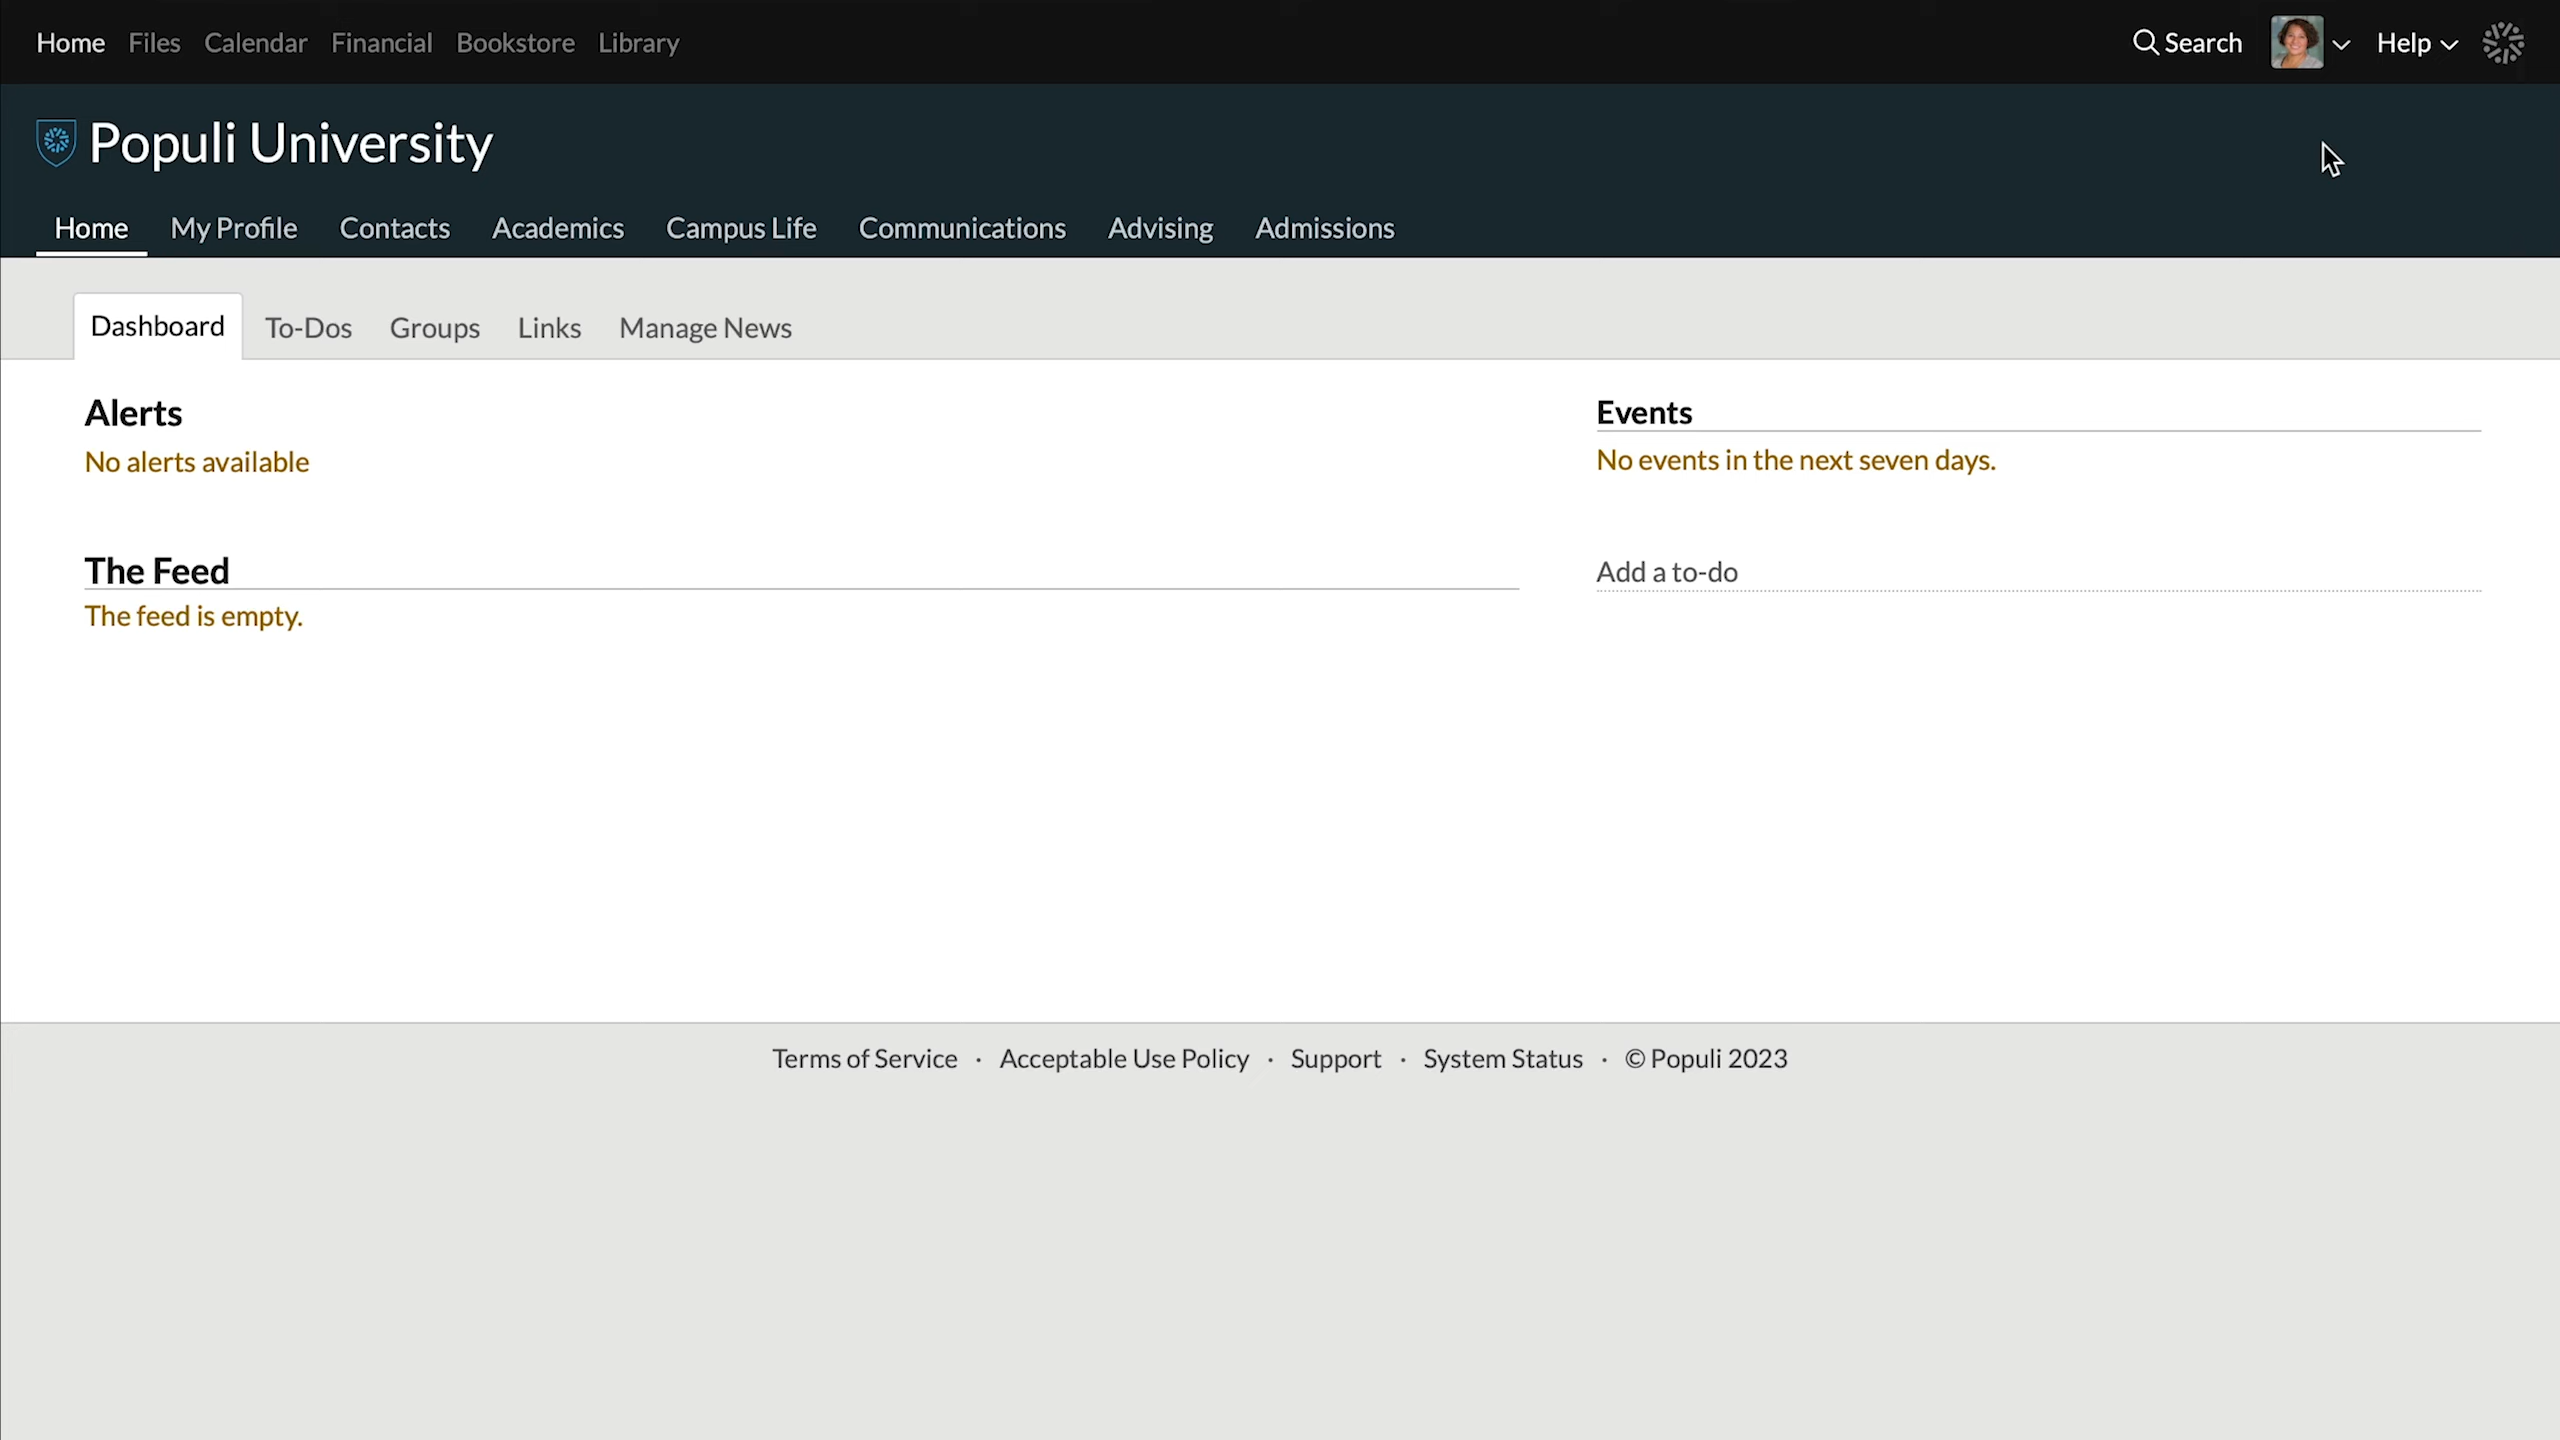 Home Files Calendar Financial Bookstore Library Search Help
Populi University
Home My Profile Contacts Academics Campus Life Communications Advising Admissions
Dashboard To-Dos Groups Links Manage News
Alerts
No alerts available
The Feed
The feed is empty.
Events
No events in the next seven days.
Add a to-do
Terms of Service · Acceptable Use Policy · Support · System Status · © Populi 2023